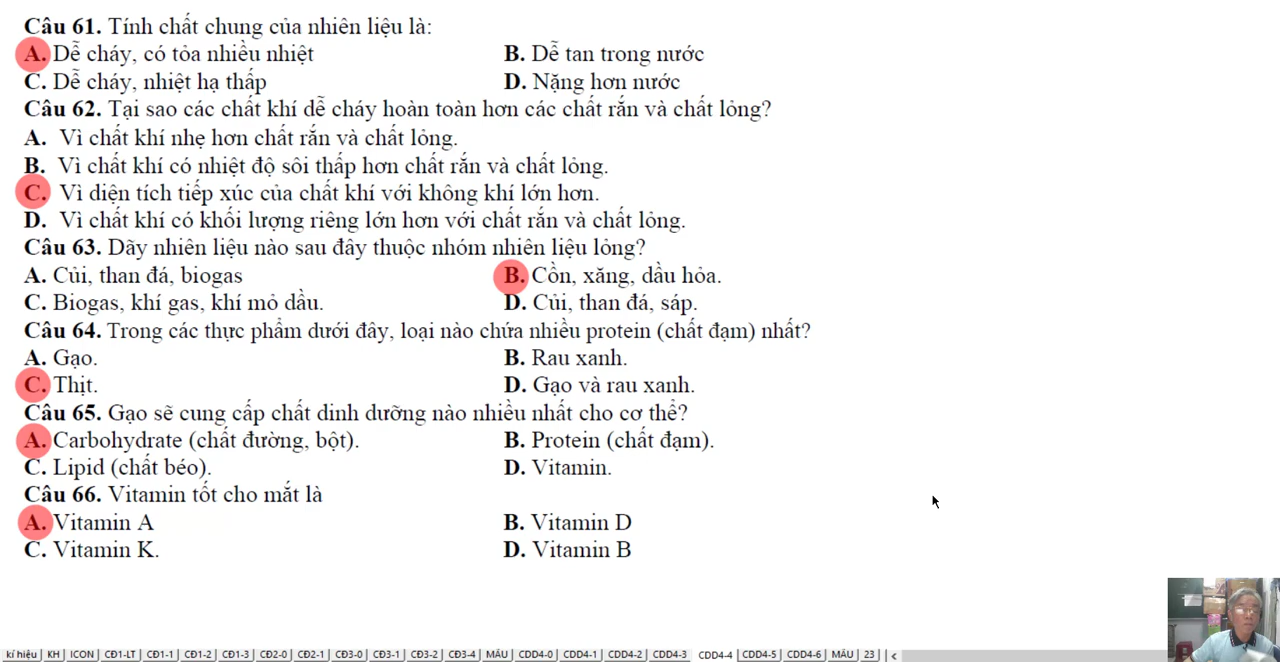 Câu 61. Tính chất chung của nhiên liệu là:
A. Dễ cháy, có tỏa nhiều nhiệt B. Dễ tan trong nước
C. Dễ cháy, nhiệt hạ thấp D. Nặng hơn nước
Câu 62. Tại sao các chất khí dễ cháy hoàn toàn hơn các chất rắn và chất lỏng?
A. Vì chất khí nhẹ hơn chất rắn và chất lỏng.
B. Vì chất khí có nhiệt độ sôi thấp hơn chất rắn và chất lỏng.
C. Vì diện tích tiếp xúc của chất khí với không khí lớn hơn.
D. Vì chất khí có khối lượng riêng lớn hơn với chất rắn và chất lỏng.
Câu 63. Dãy nhiên liệu nào sau đây thuộc nhóm nhiên liệu lỏng?
A. Củi, than đá, biogas B. Cồn, xăng, dầu hỏa.
C. Biogas, khí gas, khí mỏ dầu. D. Củi, than đá, sáp.
Câu 64. Trong các thực phẩm dưới đây, loại nào chứa nhiều protein (chất đạm) nhất?
A. Gạo. B. Rau xanh.
C. Thịt. D. Gạo và rau xanh.
Câu 65. Gạo sẽ cung cấp chất dinh dưỡng nào nhiều nhất cho cơ thể?
A. Carbohydrate (chất đường, bột). B. Protein (chất đạm).
C. Lipid (chất béo). D. Vitamin.
Câu 66. Vitamin tốt cho mắt là
A. Vitamin A B. Vitamin D
C. Vitamin K. D. Vitamin B
kí hiệu KH ICON CĐ1-LT CĐ1-1 CĐ1-2 CĐ1-3 CĐ2-0 CĐ2-1 CĐ3-0 CĐ3-1 CĐ3-2 CĐ3-4 MẪU CDD4-0 CDD4-1 CDD4-2 CDD4-3 CDD4-4 CDD4-5 CDD4-6 MẪU 23